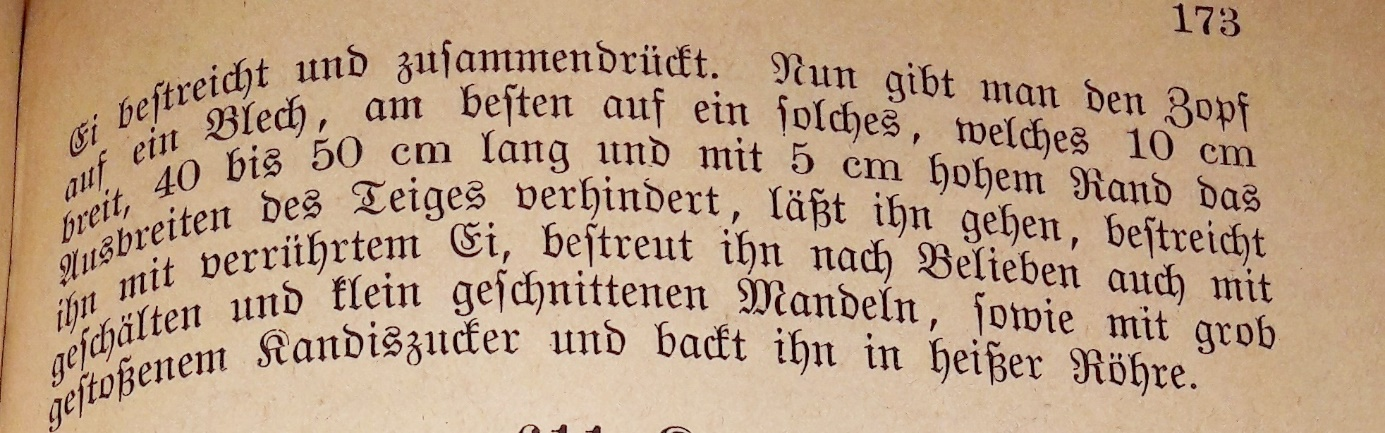 173
Ei bestreicht und zusammendrückt. Nun gibt man den Zopf
auf ein Blech, am besten auf ein solches, welches 10 cm
breit, 40 bis 50 cm lang und mit 5 cm hohem Rand das
Ausbreiten des Teiges verhindert, läßt ihn gehen, bestreicht
ihn mit verrührtem Ei, bestreut ihn nach Belieben auch mit
geschälten und klein geschnittenen Mandeln, sowie mit grob
gestoßenem Kandiszucker und backt ihn in heißer Röhre.